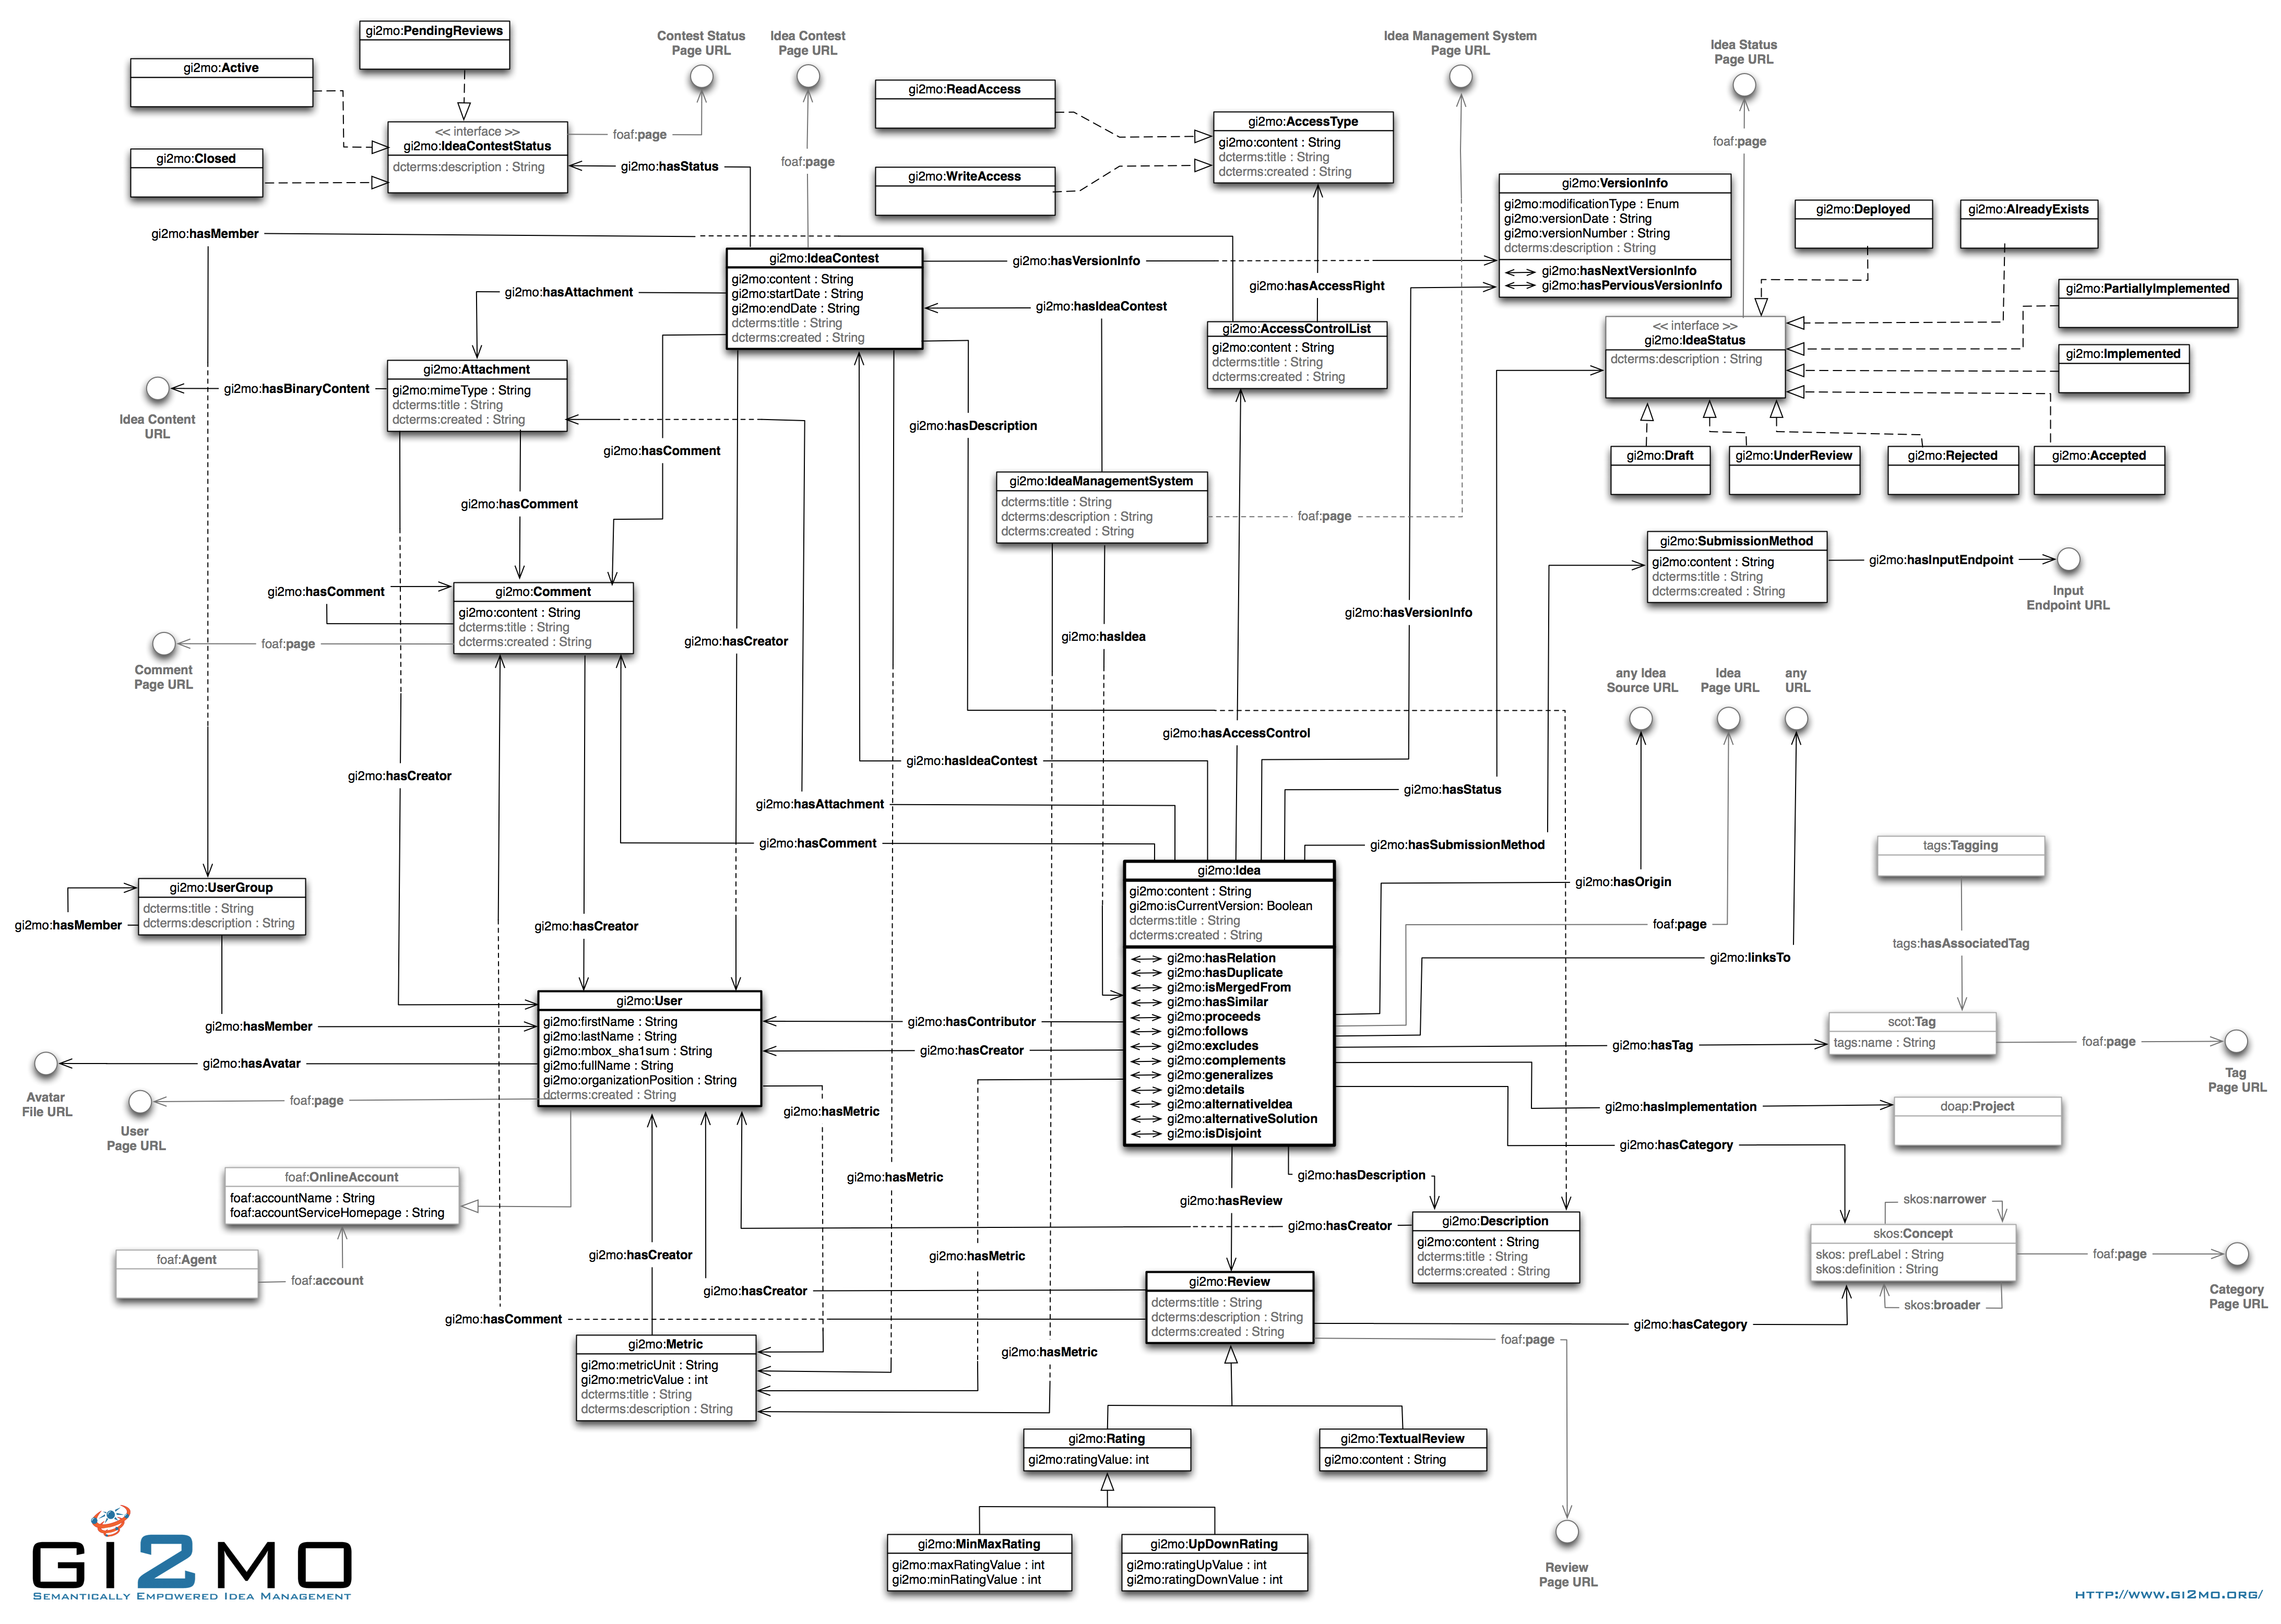 gi2mo:PendingReviews
Contest Status
Page URL
Idea Contest
Page URL
Idea Management System
Page URL
Idea Status
Page URL
gi2mo:Active
gi2mo:ReadAccess
gi2mo:AccessType
gi2mo:content : String
dcterms:title : String
dcterms:created : String
<< interface >>
gi2mo:IdeaContestStatus
dcterms:description : String
foaf:page
foaf:page
foaf:page
gi2mo:Closed
gi2mo:hasStatus
gi2mo:WriteAccess
gi2mo:VersionInfo
gi2mo:modificationType : Enum
gi2mo:versionDate : String
gi2mo:versionNumber : String
dcterms:description : String
gi2mo:hasNextVersionInfo
gi2mo:hasPerviousVersionInfo
gi2mo:Deployed
gi2mo:AlreadyExists
gi2mo:hasMember
gi2mo:IdeaContest
gi2mo:content : String
gi2mo:startDate : String
gi2mo:endDate : String
dcterms:title : String
dcterms:created : String
gi2mo:hasVersionInfo
gi2mo:hasAttachment
gi2mo:hasIdeaContest
gi2mo:hasAccessRight
gi2mo:PartiallyImplemented
gi2mo:AccessControlList
gi2mo:content : String
dcterms:title : String
dcterms:created : String
<< interface >>
gi2mo:IdeaStatus
dcterms:description : String
gi2mo:Implemented
gi2mo:Attachment
gi2mo:mimeType : String
dcterms:title : String
dcterms:created : String
gi2mo:hasBinaryContent
Idea Content
URL
gi2mo:hasDescription
gi2mo:hasComment
gi2mo:Draft
gi2mo:UnderReview
gi2mo:Rejected
gi2mo:Accepted
gi2mo:IdeaManagementSystem
dcterms:title : String
dcterms:description : String
dcterms:created : String
foaf:page
gi2mo:hasComment
gi2mo:SubmissionMethod
gi2mo:content : String
dcterms:title : String
dcterms:created : String
gi2mo:hasInputEndpoint
Input
Endpoint URL
gi2mo:hasComment
gi2mo:Comment
gi2mo:content : String
dcterms:title : String
dcterms:created : String
foaf:page
Comment
Page URL
gi2mo:hasCreator
gi2mo:hasIdea
gi2mo:hasVersionInfo
any Idea
Source URL
Idea
Page URL
any
URL
gi2mo:hasAccessControl
gi2mo:hasIdeaContest
gi2mo:hasCreator
gi2mo:hasStatus
gi2mo:hasAttachment
gi2mo:hasComment
gi2mo:hasSubmissionMethod
tags:Tagging
gi2mo:Idea
gi2mo:content : String
gi2mo:isCurrentVersion: Boolean
dcterms:title : String
dcterms:created : String
gi2mo:hasRelation
gi2mo:hasDuplicate
gi2mo:isMergedFrom
gi2mo:hasSimilar
gi2mo:proceeds
gi2mo:follows
gi2mo:excludes
gi2mo:complements
gi2mo:generalizes
gi2mo:details
gi2mo:alternativeIdea
gi2mo:alternativeSolution
gi2mo:isDisjoint
gi2mo:hasOrigin
foaf:page
gi2mo:linksTo
tags:hasAssociatedTag
gi2mo:UserGroup
dcterms:title : String
dcterms:description : String
gi2mo:hasMember
gi2mo:hasCreator
gi2mo:User
gi2mo:firstName : String
gi2mo:lastName : String
gi2mo:mbox_sha1sum : String
gi2mo:fullName : String
gi2mo:organizationPosition : String
dcterms:created : String
gi2mo:hasMember
gi2mo:hasContributor
gi2mo:hasCreator
gi2mo:hasTag
scot:Tag
tags:name : String
foaf:page
Tag
Page URL
gi2mo:hasAvatar
Avatar
File URL
foaf:page
User
Page URL
gi2mo:hasMetric
gi2mo:hasImplementation
doap:Project
gi2mo:hasCategory
gi2mo:hasMetric
gi2mo:hasDescription
gi2mo:hasReview
foaf:OnlineAccount
foaf:accountName : String
foaf:accountServiceHomepage : String
skos:narrower
gi2mo:Description
gi2mo:content : String
dcterms:title : String
dcterms:created : String
gi2mo:hasCreator
skos:Concept
skos: prefLabel : String
skos:definition : String
foaf:page
Category
Page URL
skos:broader
foaf:Agent
foaf:account
gi2mo:hasCreator
gi2mo:hasMetric
gi2mo:hasCreator
gi2mo:Review
dcterms:title : String
dcterms:description : String
dcterms:created : String
gi2mo:hasComment
gi2mo:hasCategory
foaf:page
gi2mo:Metric
gi2mo:metricUnit : String
gi2mo:metricValue : int
dcterms:title : String
dcterms:description : String
gi2mo:hasMetric
gi2mo:Rating
gi2mo:ratingValue: int
gi2mo:TextualReview
gi2mo:content : String
gi2mo:MinMaxRating
gi2mo:maxRatingValue : int
gi2mo:minRatingValue : int
gi2mo:UpDownRating
gi2mo:ratingUpValue : int
gi2mo:ratingDownValue : int
Review
Page URL
GI2MO
SEMANTICALLY EMPOWERED IDEA MANAGEMENT
HTTP://WWW.GI2MO.ORG/